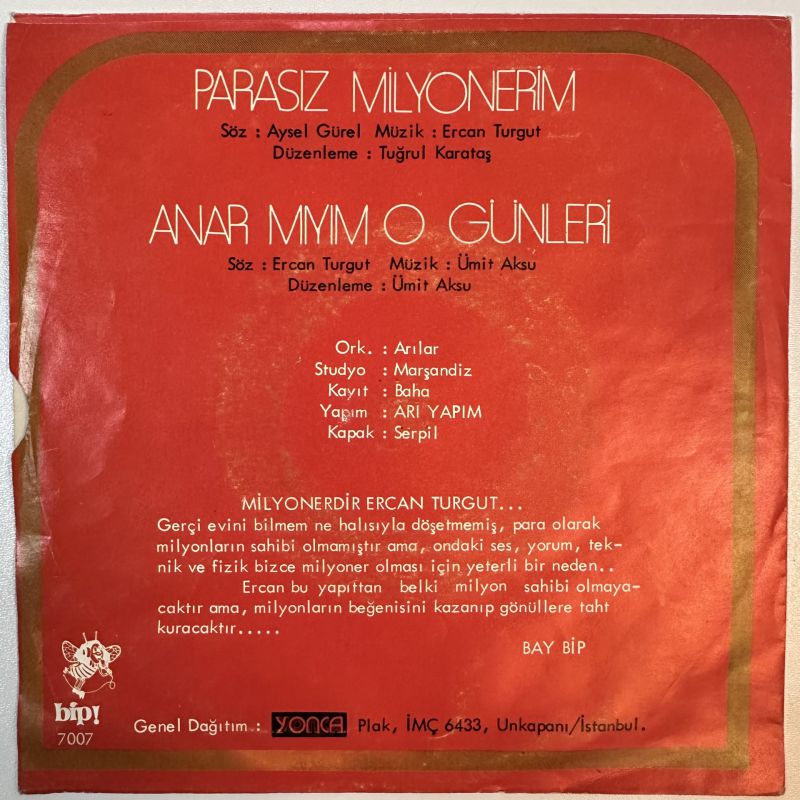 PARASIZ MİLYONERİM
Söz : Aysel Gürel Müzik : Ercan Turgut
Düzenleme : Tuğrul Karataş
ANAR MIYIM O GÜNLERİ
Söz : Ercan Turgut Müzik : Ümit Aksu
Düzenleme : Ümit Aksu
Ork. : Arılar
Studyo : Marşandiz
Kayıt : Baha
Yapım : ARI YAPIM
Kapak : Serpil
MİLYONERDİR ERCAN TURGUT...
Gerçi evini bilmem ne halısıyla döşetmemiş, para olarak
milyonların sahibi olmamıştır ama, ondaki ses, yorum, tek-
nik ve fizik bizce milyoner olması için yeterli bir neden..
Ercan bu yapıttan belki milyon sahibi olmaya-
caktır ama, milyonların beğenisini kazanıp gönüllere taht
kuracaktır.....
BAY BİP
bip!
7007
Genel Dağıtım : YONCA Plak, İMÇ 6433, Unkapanı/İstanbul.